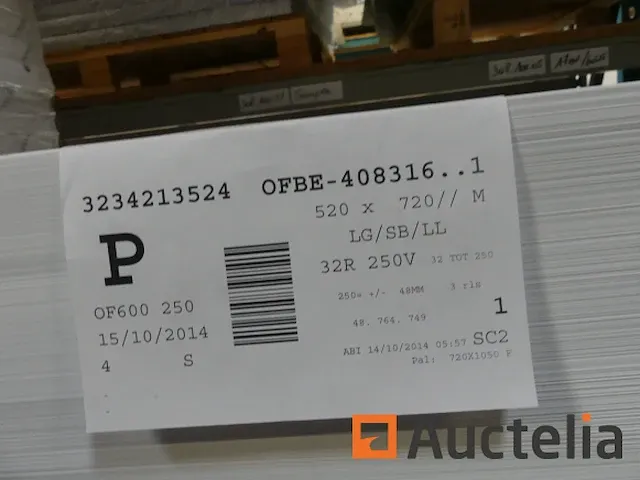 3234213524 OFBE-408316..1
520 x 720// M
P
LG/SB/LL
32R 250V 32 TOT 250
OF600 250
250= +/- 48MM 3 rls
15/10/2014
48. 764. 749
1
4 S
ABI 14/10/2014 05:57 SC2
Pal: 720X1050 F
Auctelia